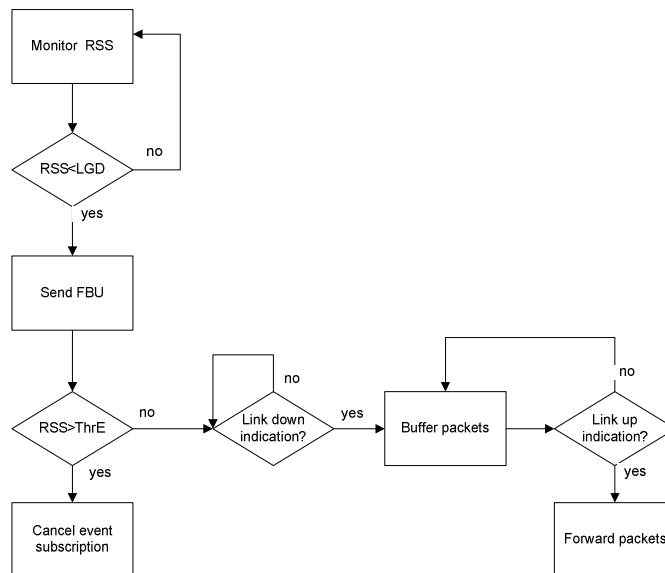 Monitor RSS
RSS<LGD
no
yes
Send FBU
RSS>ThrE
no
yes
Link down
indication?
no
yes
Buffer packets
Link up
indication?
no
yes
Cancel event
subscription
Forward packets